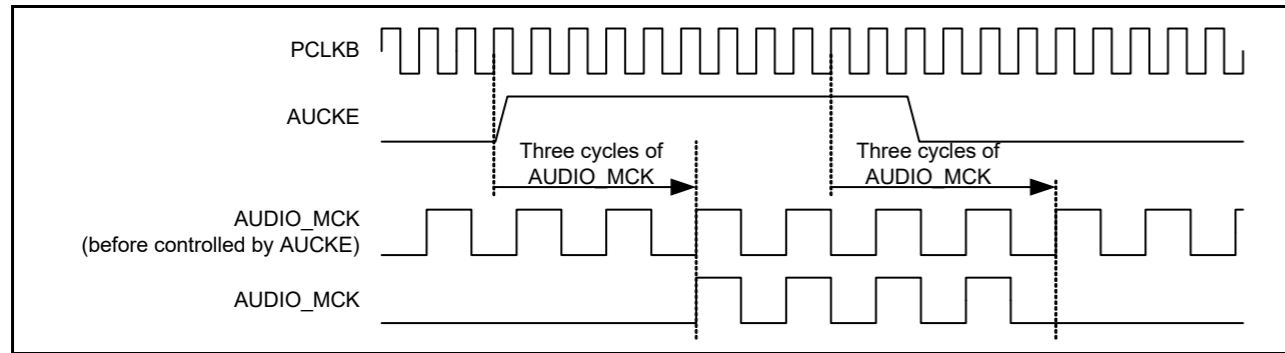 PCLKB
AUCKE
Three cycles of
AUDIO_MCK
Three cycles of
AUDIO_MCK
AUDIO_MCK
(before controlled by AUCKE)
AUDIO_MCK